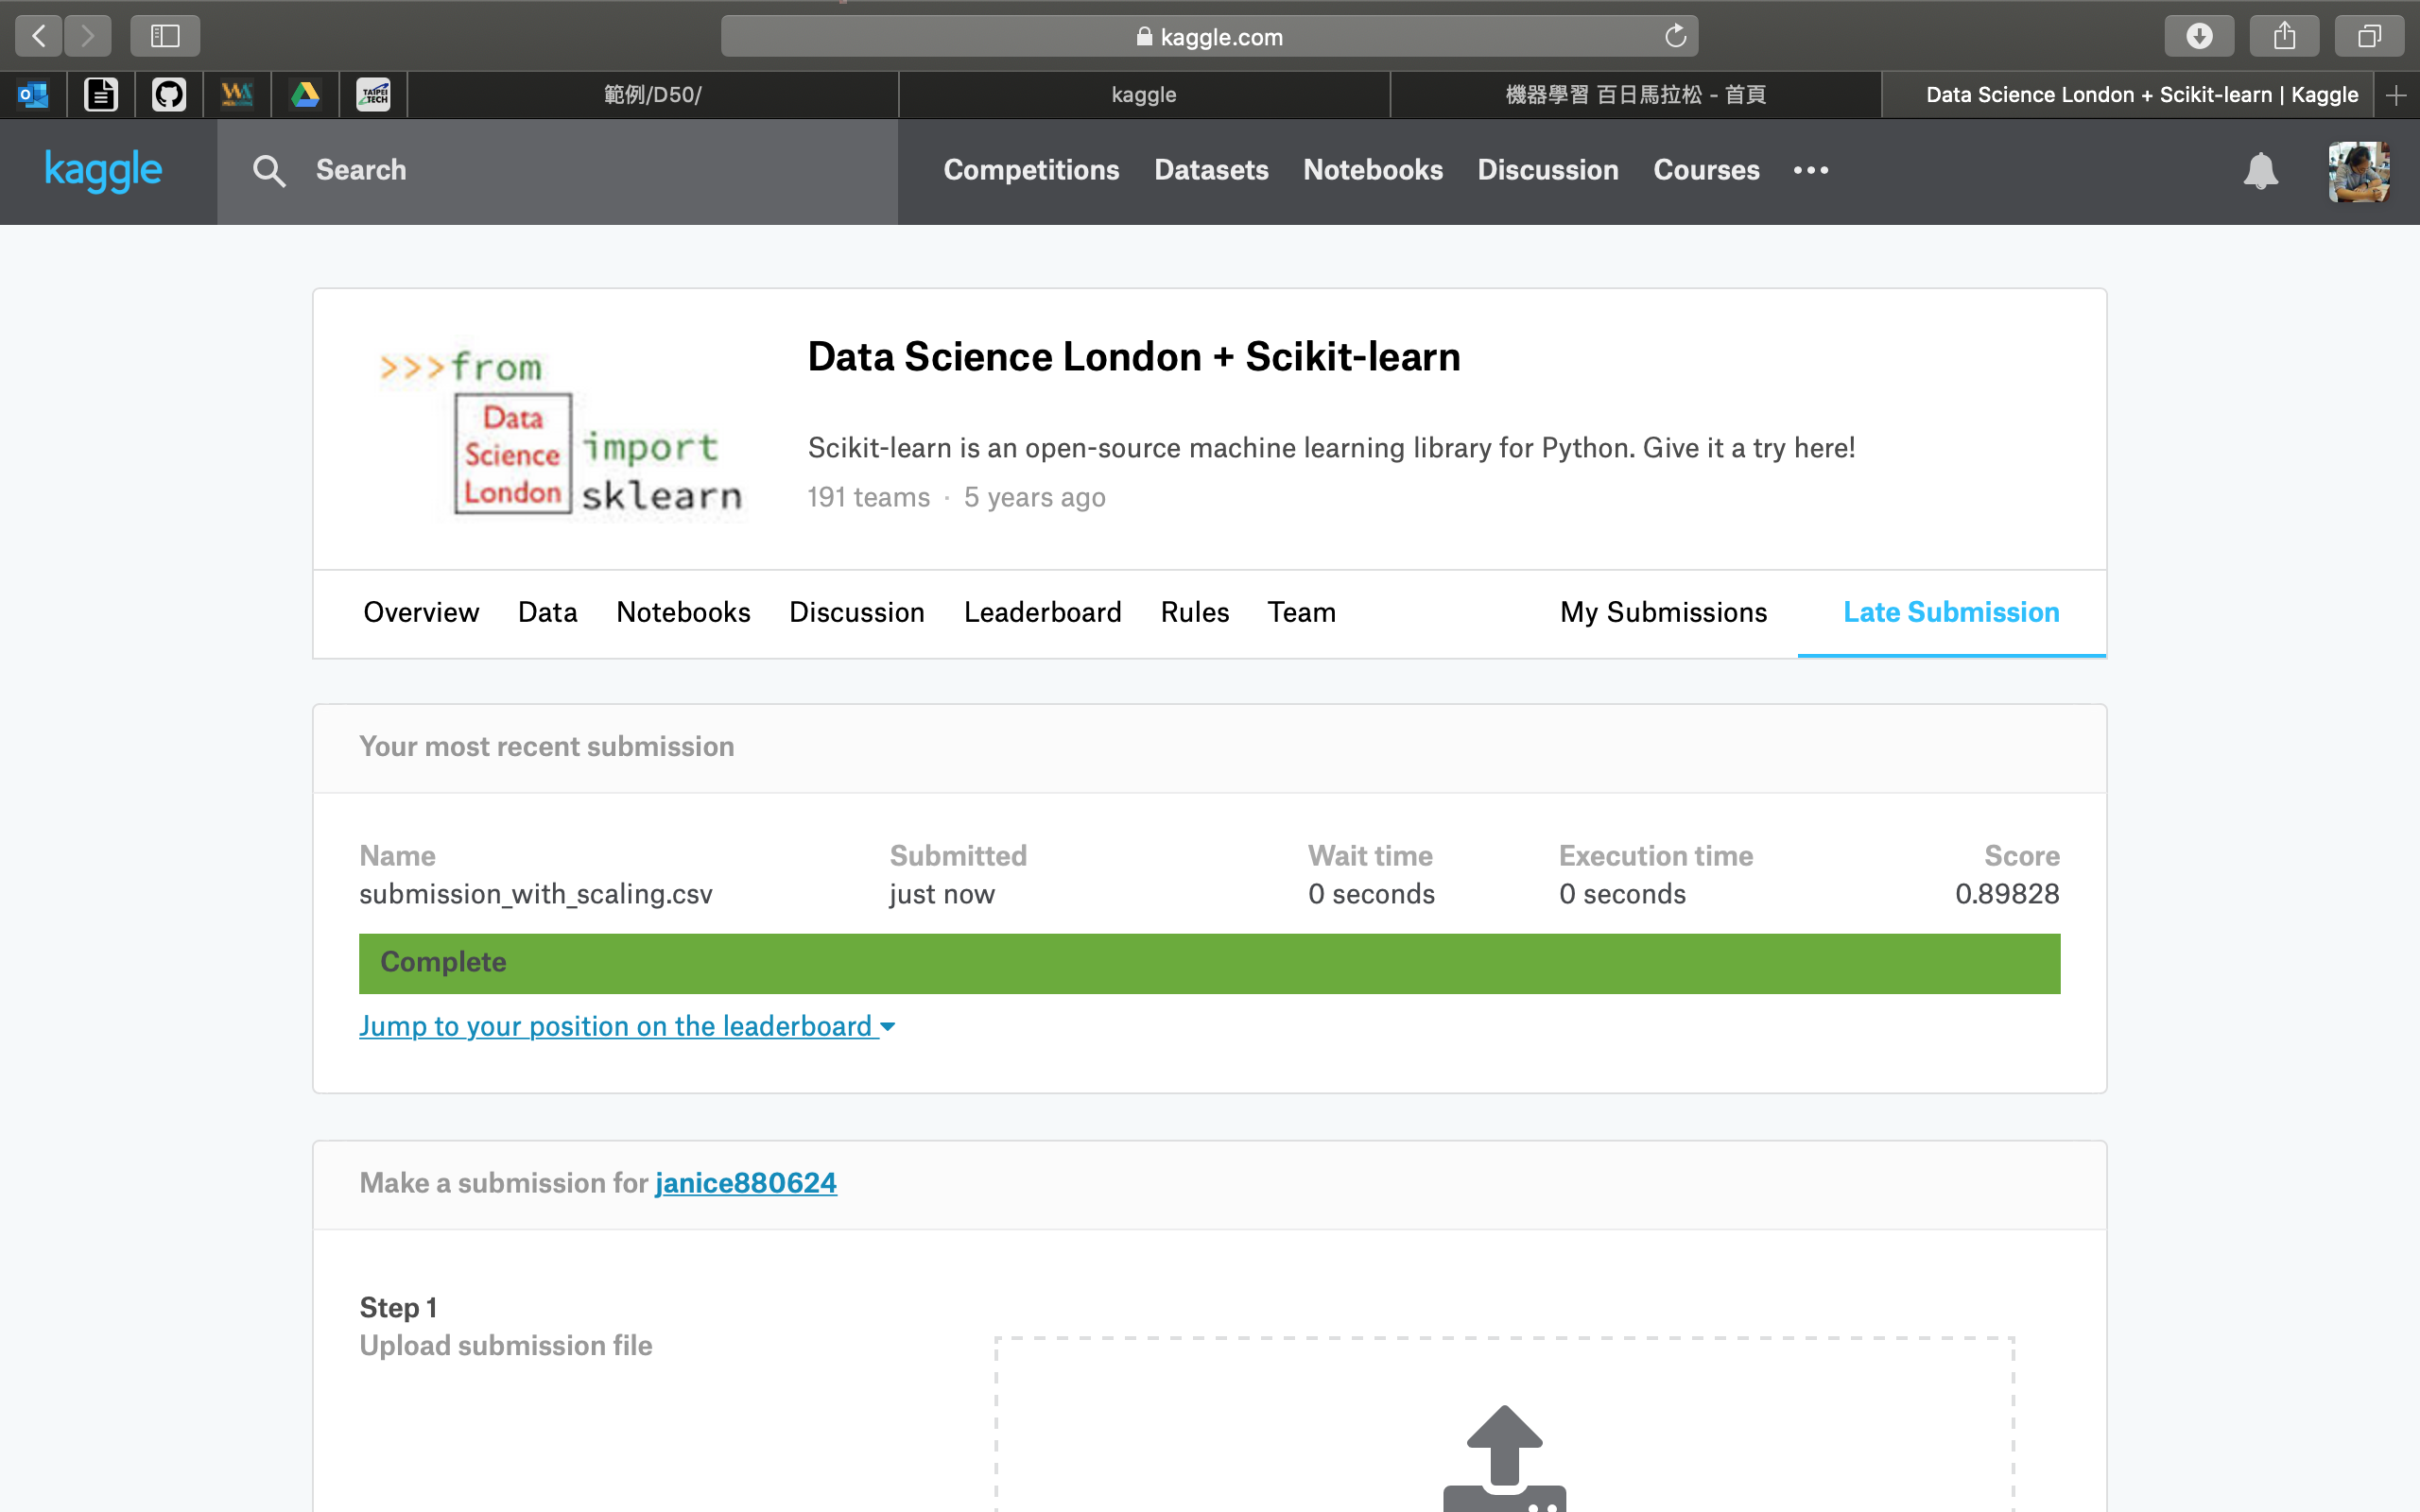 kaggle.com
範例/D50/
kaggle
機器學習 百日馬拉松 - 首頁
Data Science London + Scikit-learn | Kaggle
TAIPEI
TECH
kaggle
Search
Competitions
Datasets
Notebooks
Discussion
Courses
>>>from
Data
Science
London
import
sklearn
Data Science London + Scikit-learn
Scikit-learn is an open-source machine learning library for Python. Give it a try here!
191 teams · 5 years ago
Overview
Data
Notebooks
Discussion
Leaderboard
Rules
Team
My Submissions
Late Submission
Your most recent submission
Name
Submitted
Wait time
Execution time
Score
submission_with_scaling.csv
just now
0 seconds
0 seconds
0.89828
Complete
Jump to your position on the leaderboard
Make a submission for janice880624
Step 1
Upload submission file